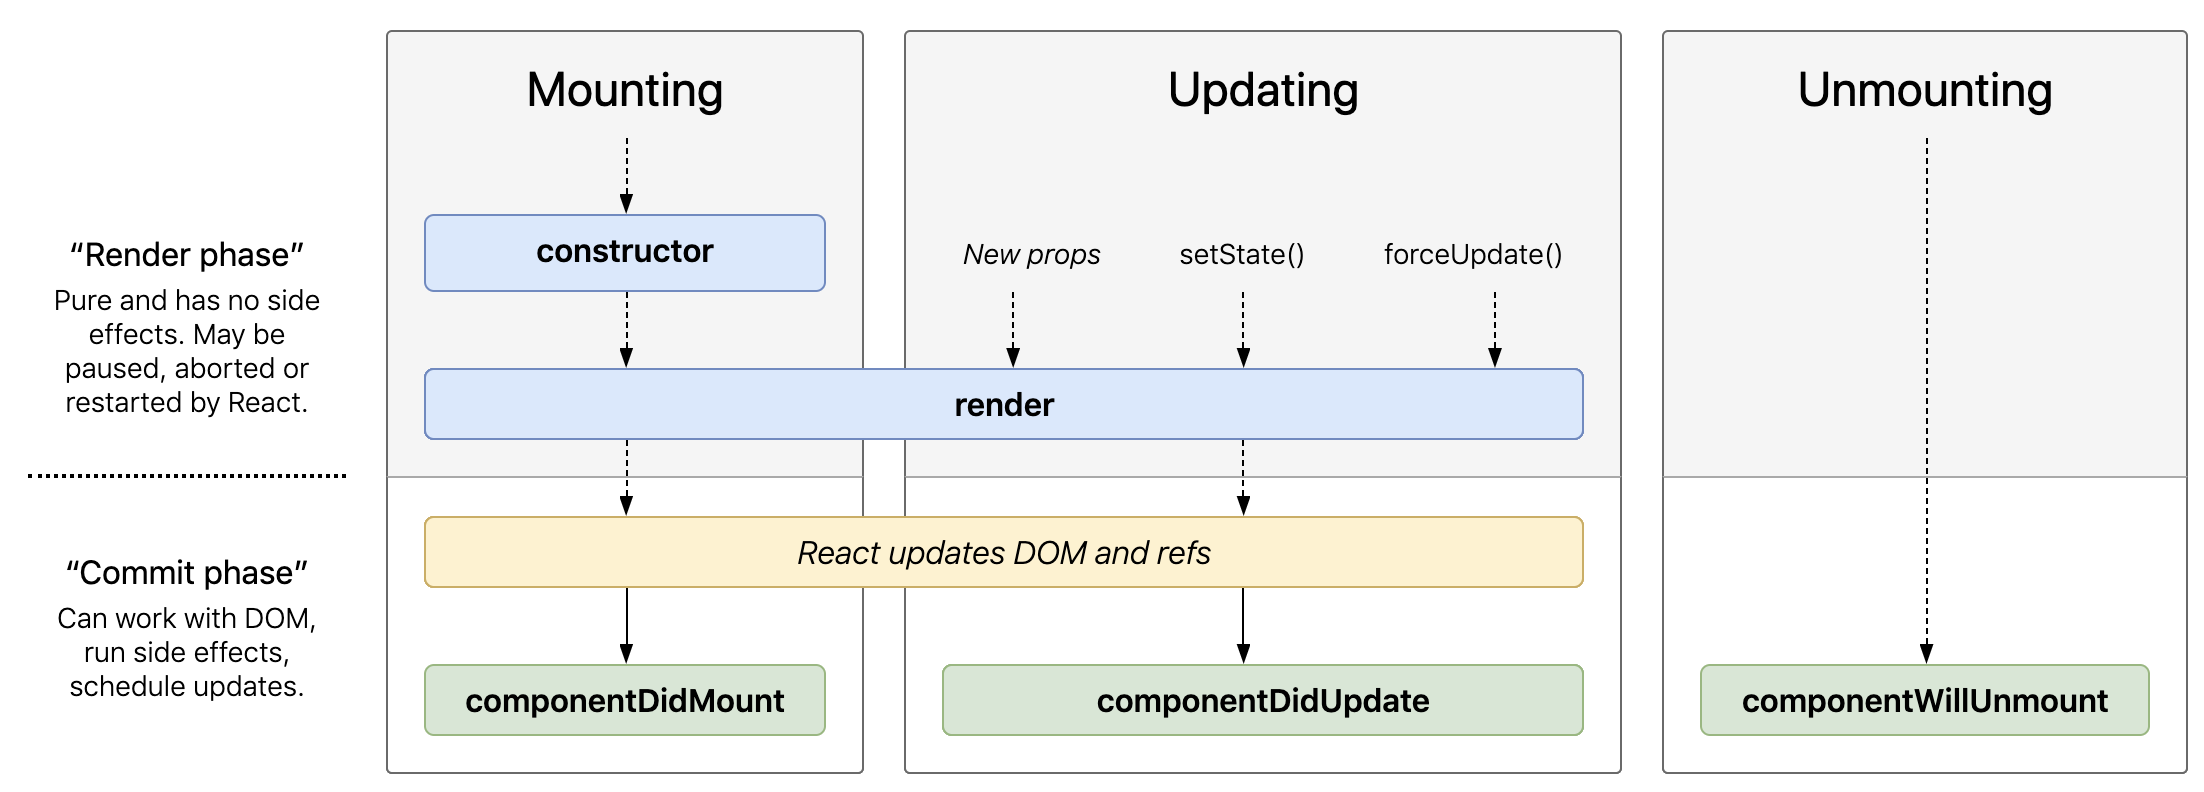 Mounting
Updating
Unmounting
“Render phase”
Pure and has no side
effects. May be
paused, aborted or
restarted by React.
constructor
New props
setState()
forceUpdate()
render
“Commit phase”
Can work with DOM,
run side effects,
schedule updates.
React updates DOM and refs
componentDidMount
componentDidUpdate
componentWillUnmount